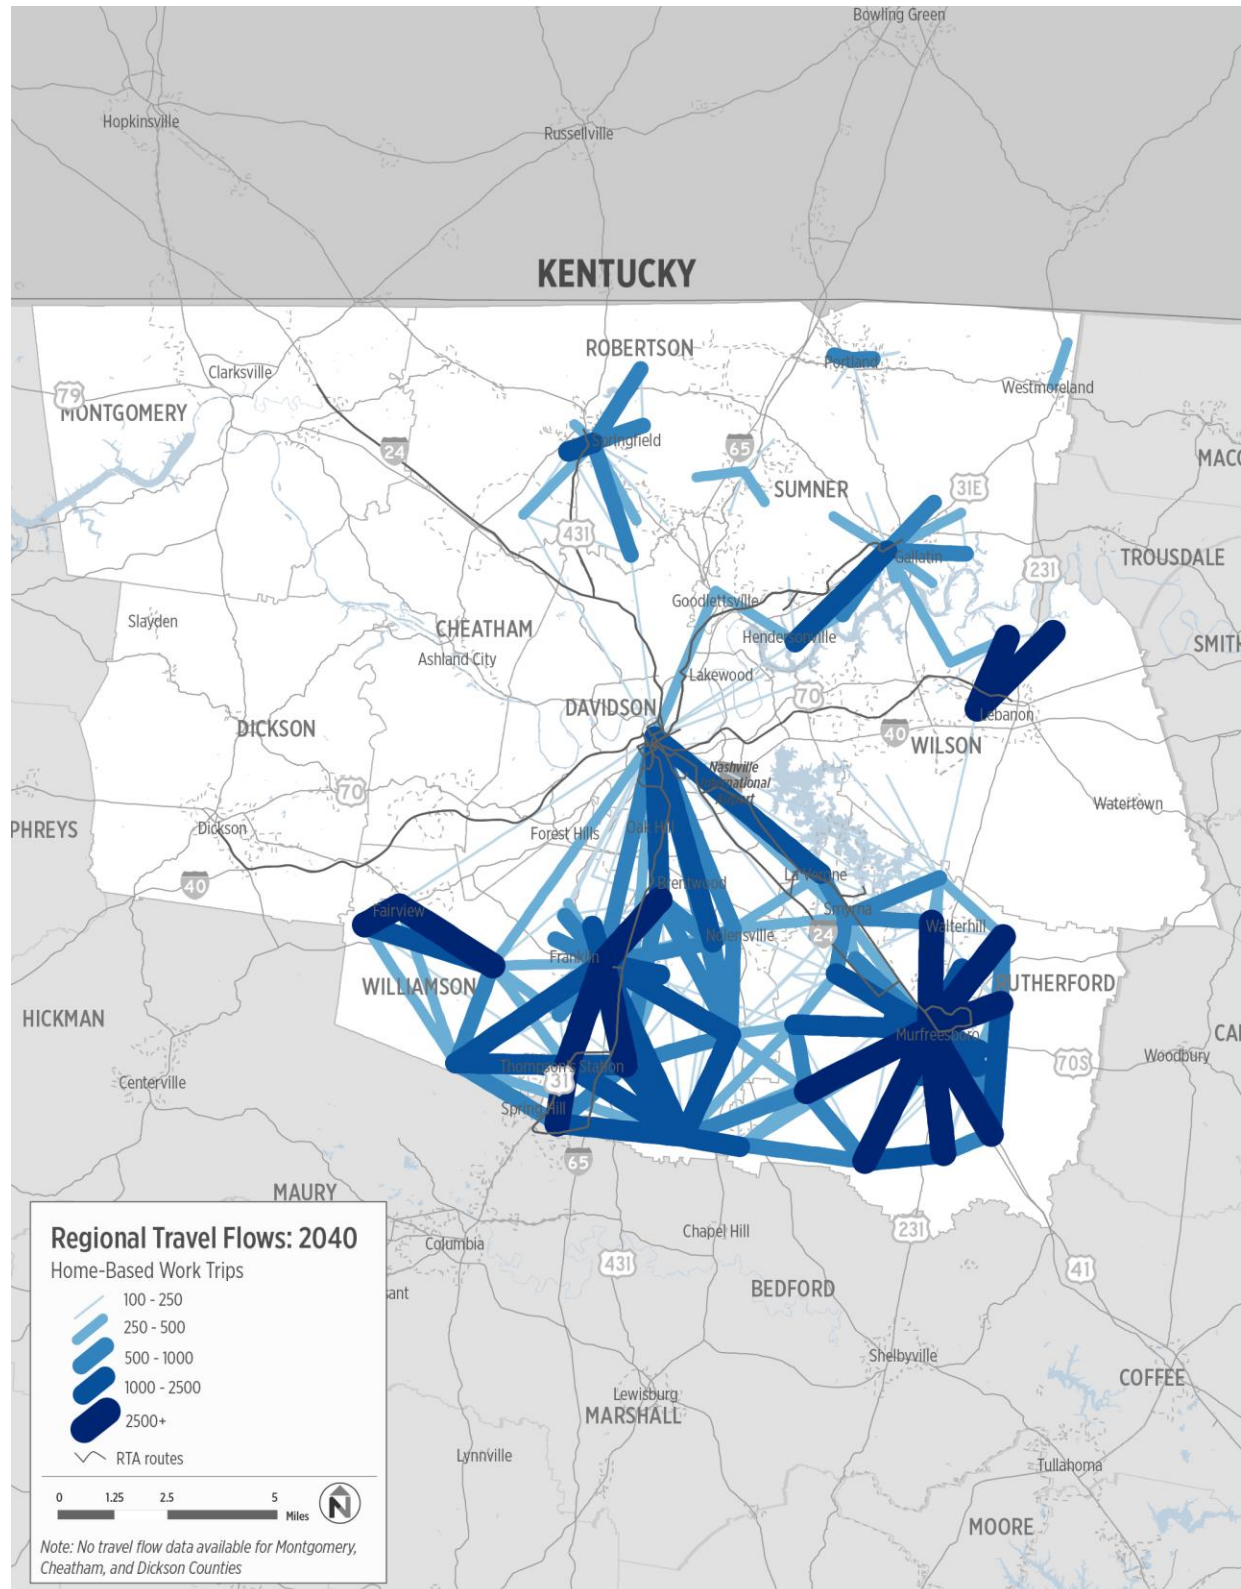 Bowling Green
Hopkinsville
Russellville
KENTUCKY
ROBERTSON
Portland
Clarksville
Westmoreland
79
MONTGOMERY
Springfield
24
65
MACO
SUMNER
31E
431
Gallatin
TROUSDALE
231
Goodlettsville
Slayden
CHEATHAM
Hendersonville
SMITH
Ashland City
Lakewood
70
DAVIDSON
Lebanon
DICKSON
40
WILSON
Nashville
International
Airport
70
Watertown
PHREYS
Dickson
Forest Hills
Oak Hill
La Vergne
40
Brentwood
Fairview
Smyrna
Walterhill
24
Nolensville
Franklin
WILLIAMSON
RUTHERFORD
HICKMAN
Murfreesboro
CAN
Woodbury
70S
Thompson's Station
Centerville
31
Spring Hill
65
MAURY
231
Chapel Hill
Columbia
431
41
BEDFORD
sant
Shelbyville
COFFEE
Lewisburg
MARSHALL
Lynnville
Tullahoma
MOORE
Regional Travel Flows: 2040
Home-Based Work Trips
100 - 250
250 - 500
500 - 1000
1000 - 2500
2500+
RTA routes
0 1.25 2.5 5
Miles
N
Note: No travel flow data available for Montgomery,
Cheatham, and Dickson Counties